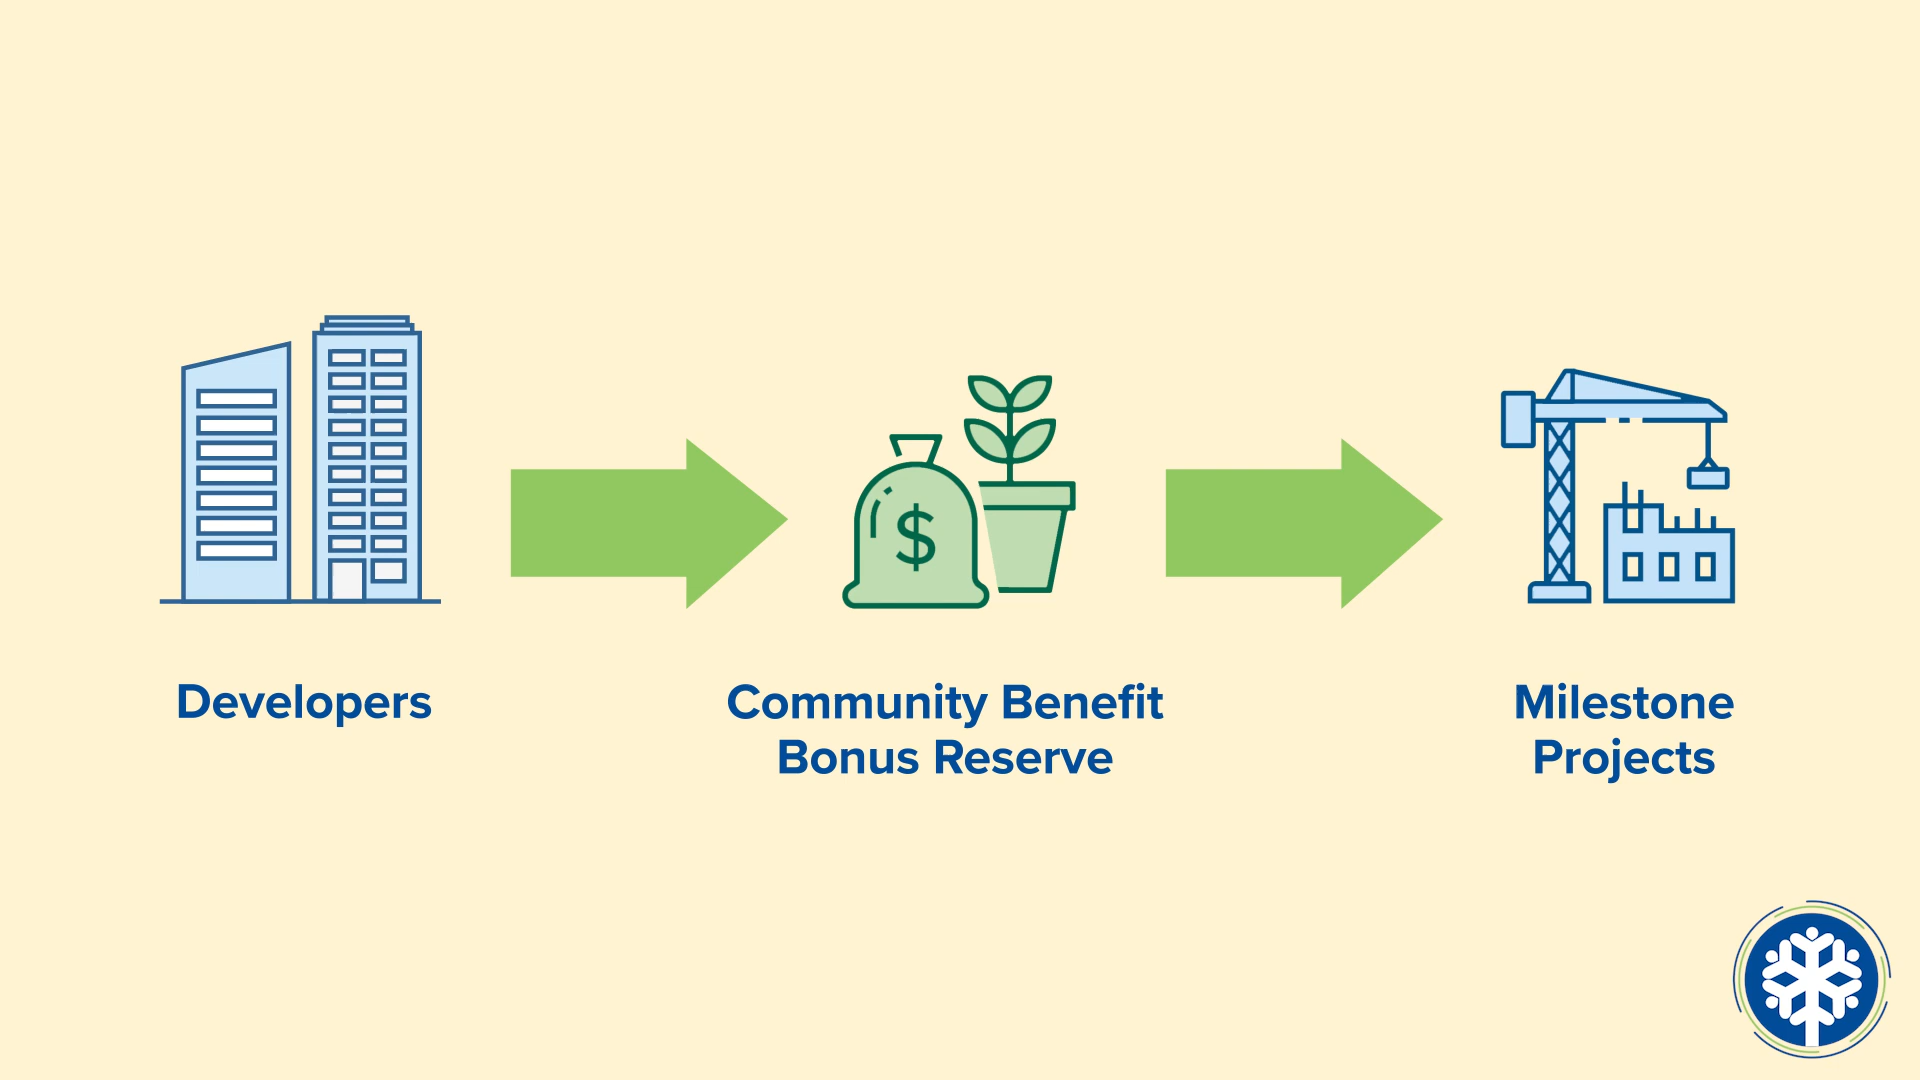 Developers
Community Benefit
Bonus Reserve
Milestone
Projects
$